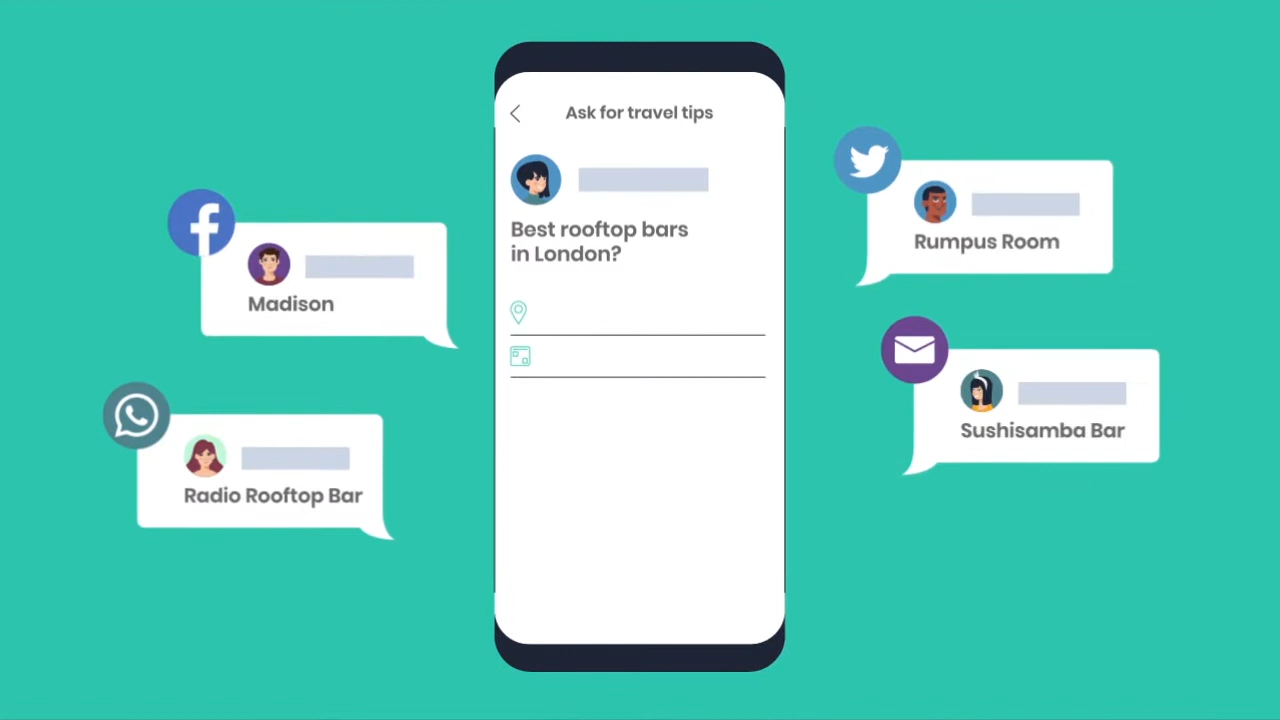 Ask for travel tips
Best rooftop bars
in London?
Madison
Radio Rooftop Bar
Rumpus Room
Sushisamba Bar